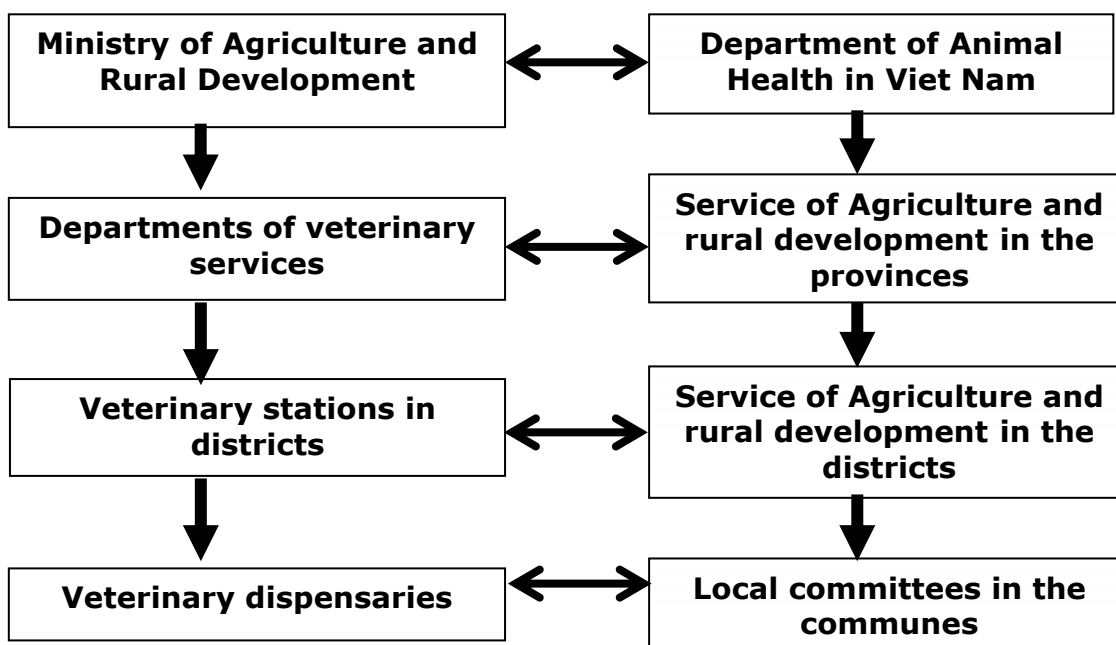 Ministry of Agriculture and
Rural Development
Department of Animal
Health in Viet Nam
Departments of veterinary
services
Service of Agriculture and
rural development in the
provinces
Veterinary stations in
districts
Service of Agriculture and
rural development in the
districts
Veterinary dispensaries
Local committees in the
communes